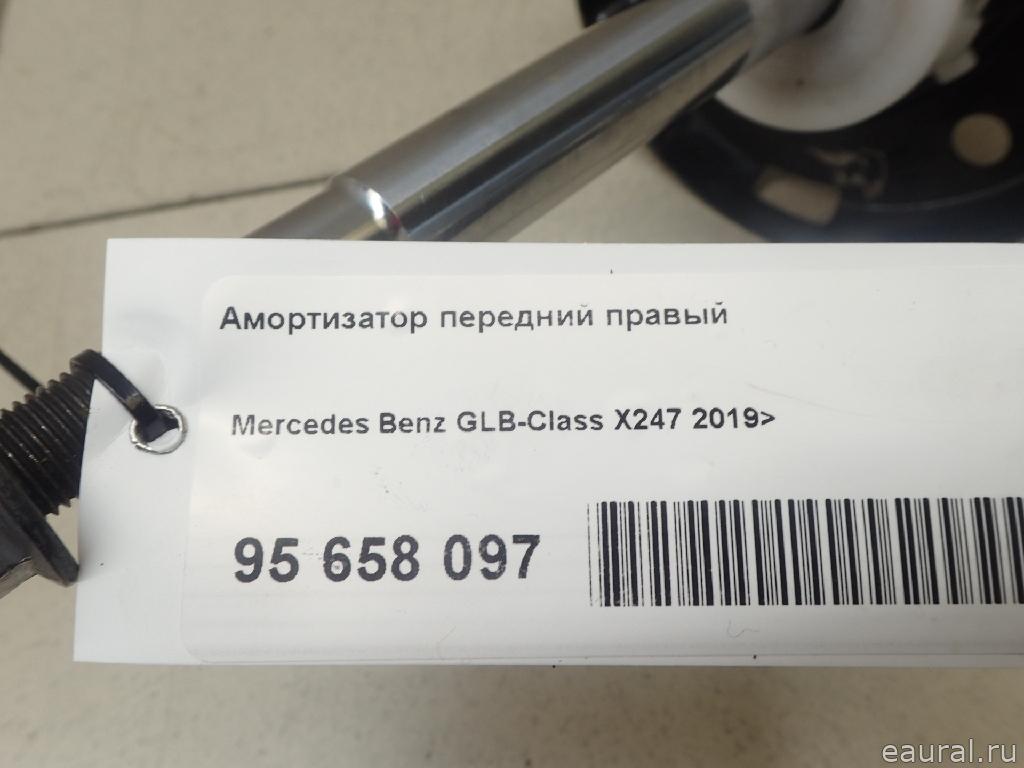 Амортизатор передний правый
Mercedes Benz GLB-Class X247 2019>
95 658 097
eaural.ru